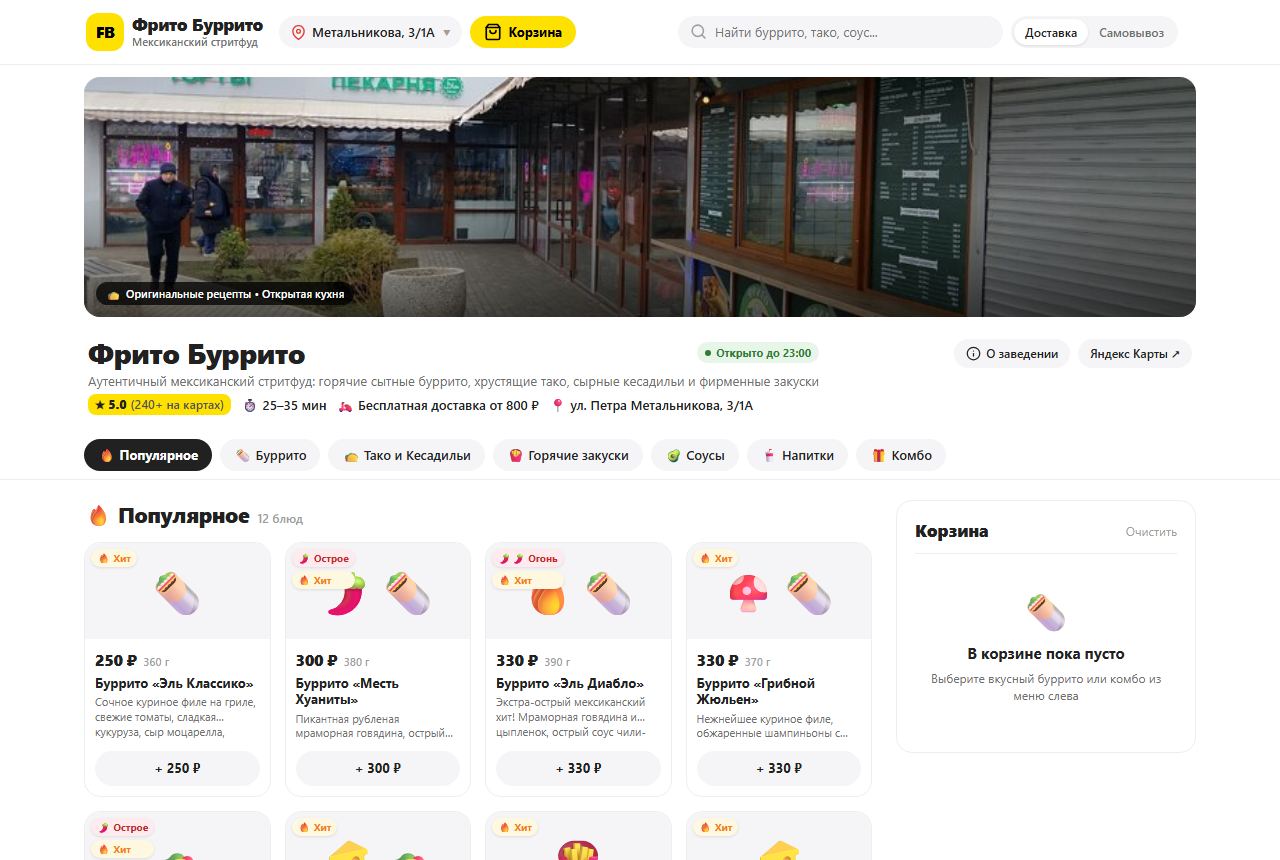 FB
Фрито Буррито
Мексиканский стритфуд
Метальникова, 3/1А
Корзина
Найти буррито, тако, соус...
Доставка
Самовывоз
ПЕКАРНЯ
Оригинальные рецепты • Открытая кухня
Фрито Буррито
Открыто до 23:00
О заведении
Яндекс Карты ↗
Аутентичный мексиканский стритфуд: горячие сытные буррито, хрустящие тако, сырные кесадильи и фирменные закуски
★ 5.0 (240+ на картах)
25–35 мин
Бесплатная доставка от 800 ₽
ул. Петра Метальникова, 3/1А
Популярное
Буррито
Тако и Кесадильи
Горячие закуски
Соусы
Напитки
Комбо
Популярное 12 блюд
Хит
250 ₽ 360 г
Буррито «Эль Классико»
Сочное куриное филе на гриле,
свежие томаты, сладкая...
кукуруза, сыр моцарелла,
+ 250 ₽
Острое
Хит
300 ₽ 380 г
Буррито «Месть
Хуаниты»
Пикантная рубленая
мраморная говядина, острый...
+ 300 ₽
Огонь
Хит
330 ₽ 390 г
Буррито «Эль Диабло»
Экстра-острый мексиканский
хит! Мраморная говядина и...
цыпленок, острый соус чили-
+ 330 ₽
Хит
330 ₽ 370 г
Буррито «Грибной
Жюльен»
Нежнейшее куриное филе,
обжаренные шампиньоны с...
+ 330 ₽
Корзина
Очистить
В корзине пока пусто
Выберите вкусный буррито или комбо из
меню слева
Острое
Хит
Хит
Хит
Хит